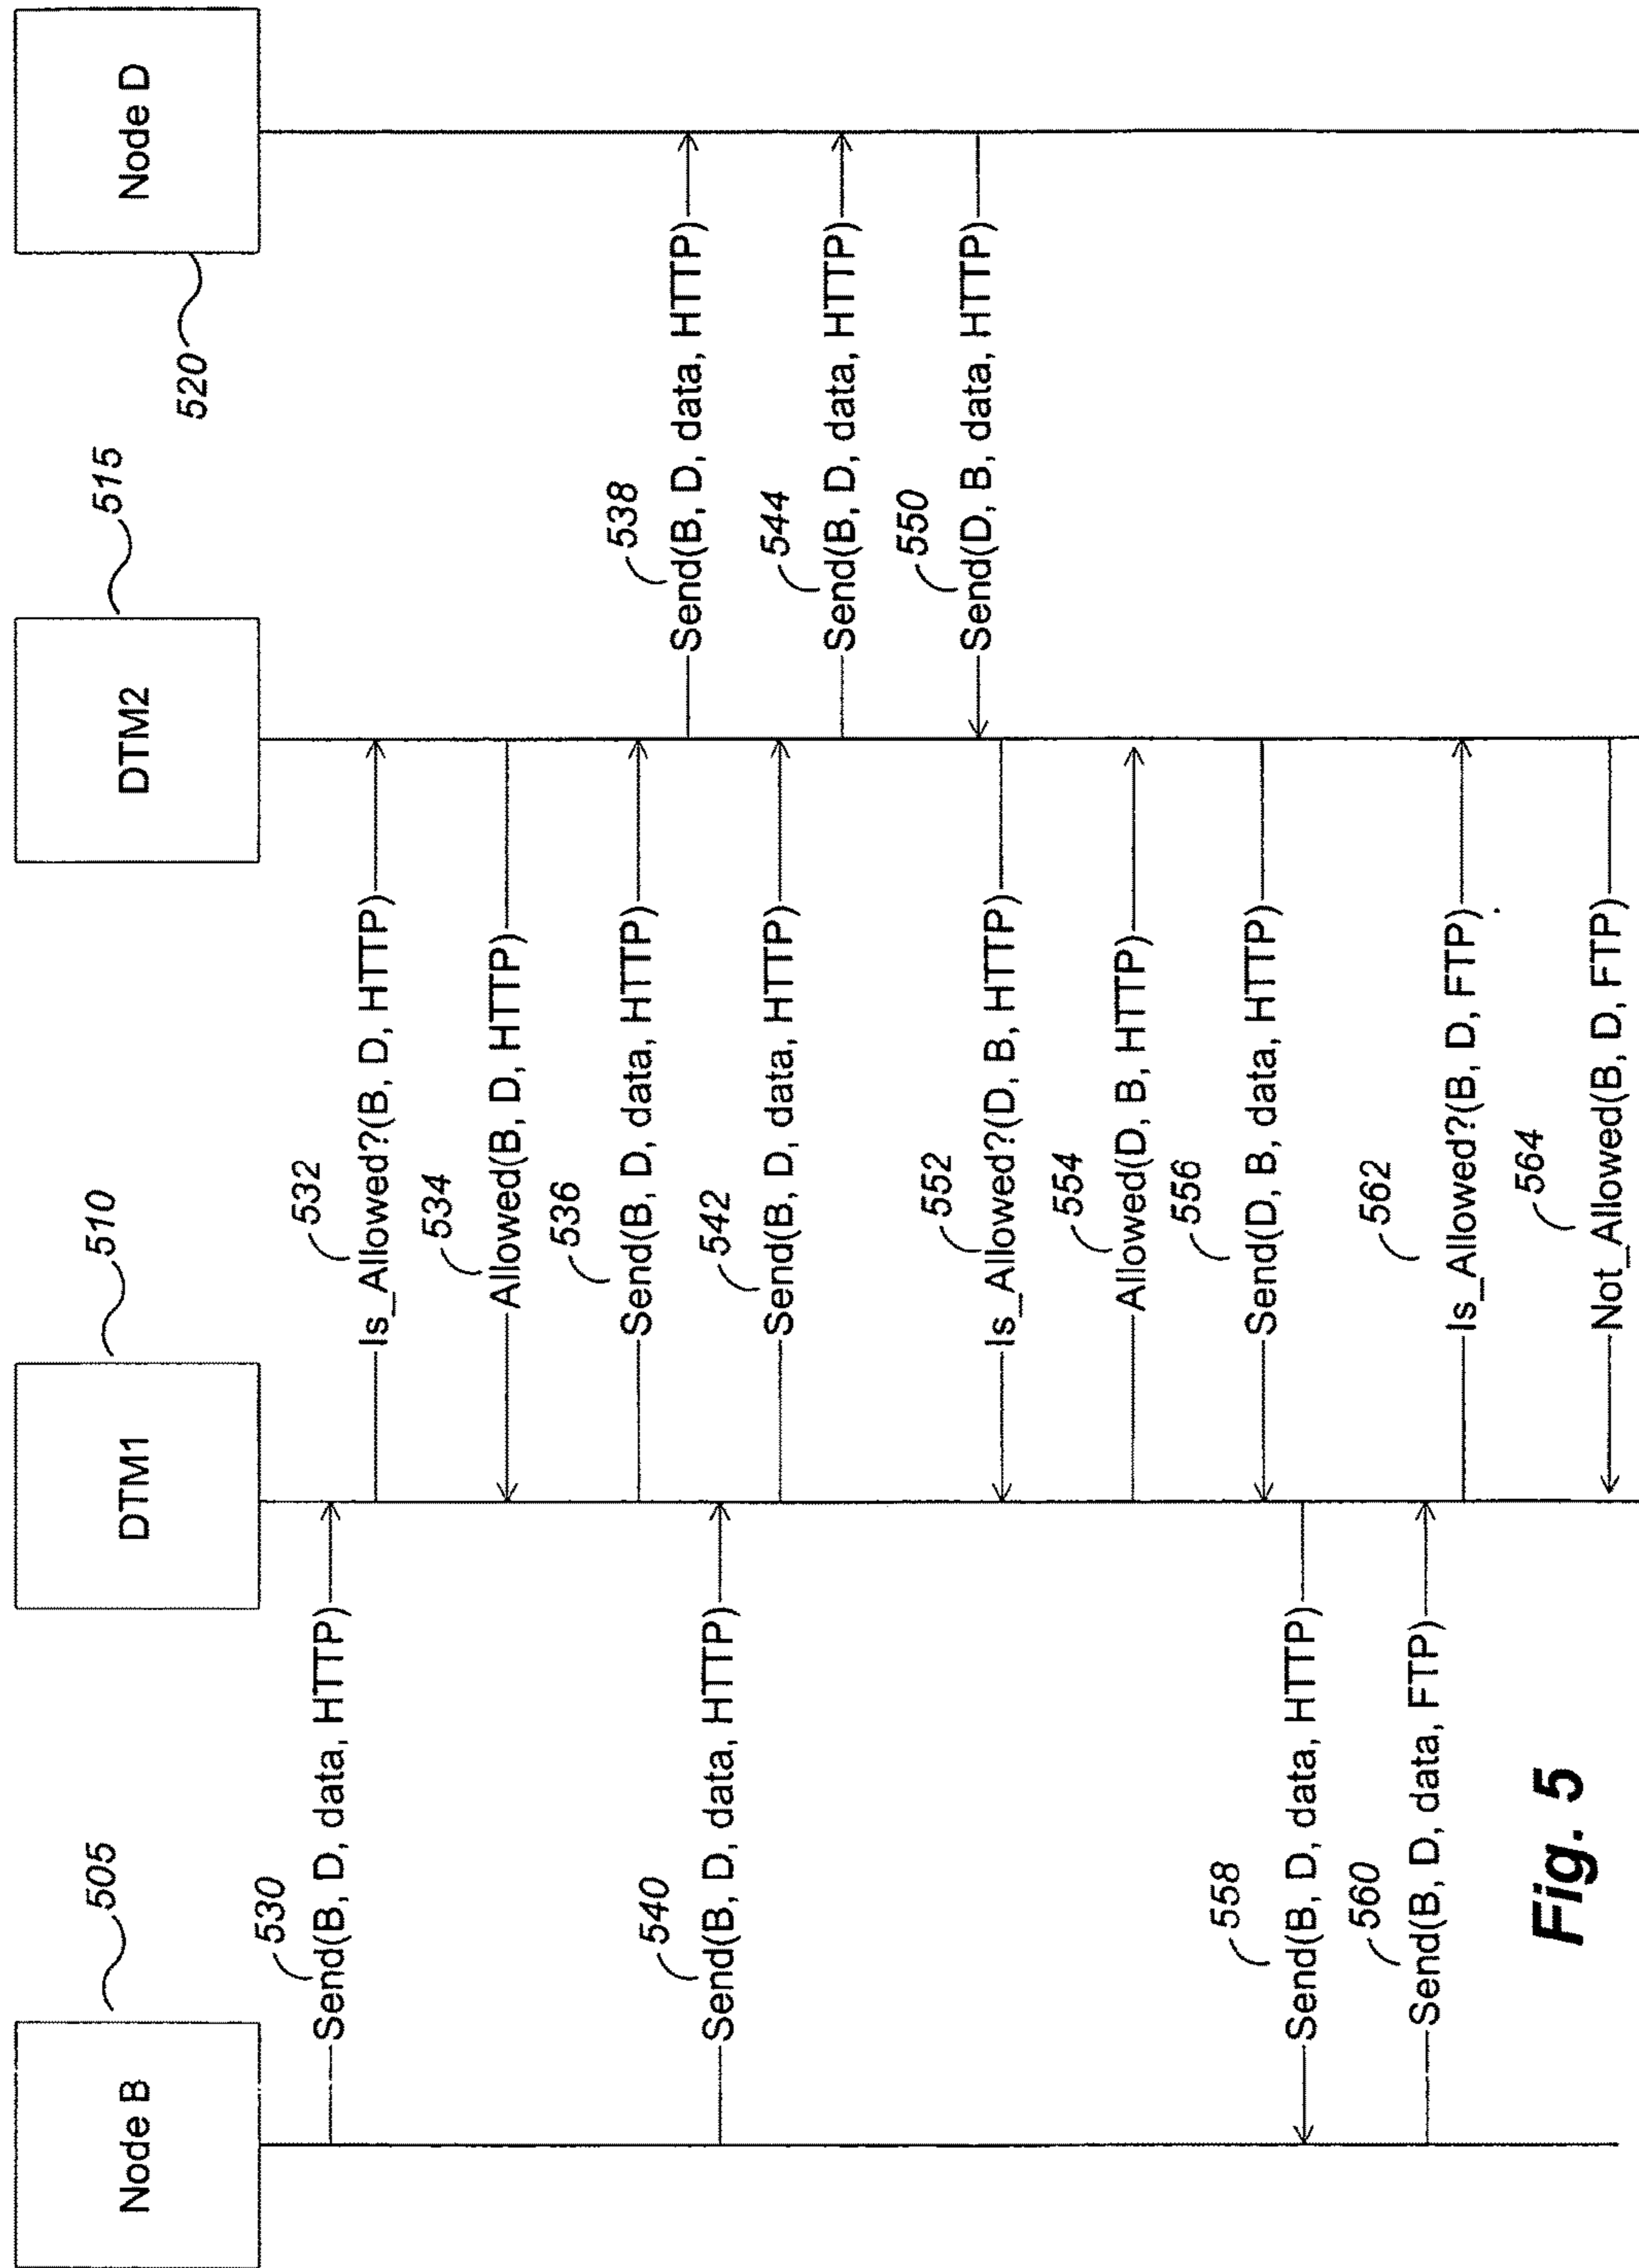 Node B
505
DTM1
510
DTM2
515
Node D
520
530
Send(B, D, data, HTTP)
532
Is_Allowed?(B, D, HTTP)
534
Allowed(B, D, HTTP)
536
Send(B, D, data, HTTP)
538
Send(B, D, data, HTTP)
540
Send(B, D, data, HTTP)
542
Send(B, D, data, HTTP)
544
Send(B, D, data, HTTP)
550
Send(D, B, data, HTTP)
552
Is_Allowed?(D, B, HTTP)
554
Allowed(D, B, HTTP)
556
Send(D, B, data, HTTP)
558
Send(B, D, data, HTTP)
560
Send(B, D, data, FTP)
562
Is_Allowed?(B, D, FTP)
564
Not_Allowed(B, D, FTP)
Fig. 5